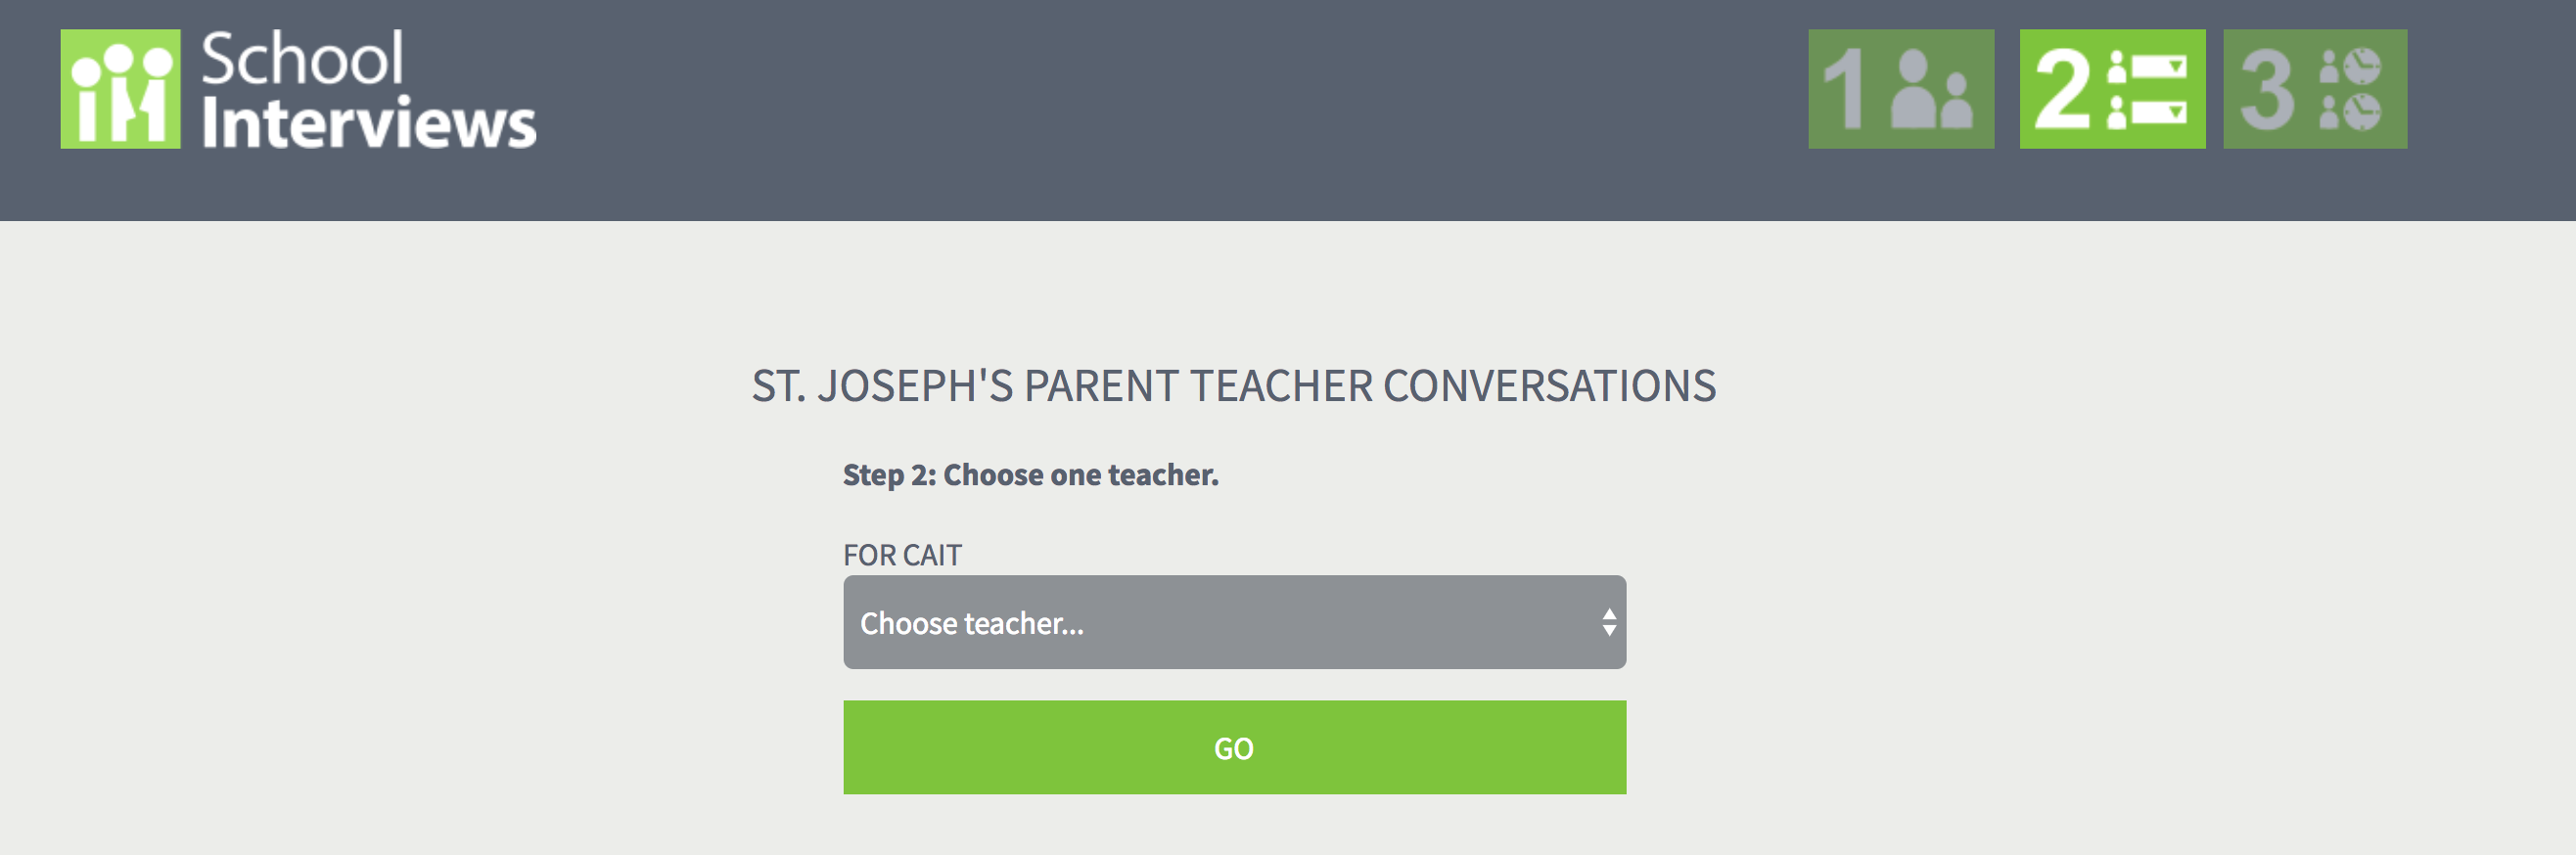 School
Interviews
1
2
3
ST. JOSEPH'S PARENT TEACHER CONVERSATIONS
Step 2: Choose one teacher.
FOR CAIT
Choose teacher...
GO